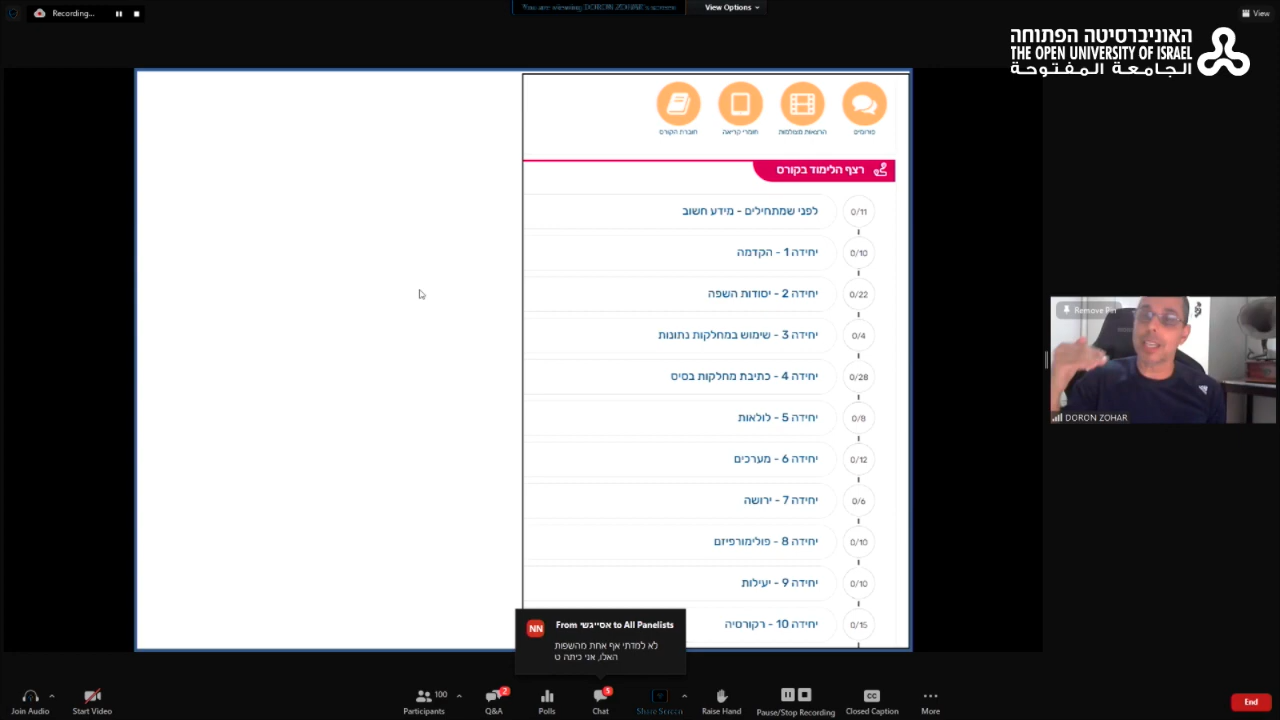 Recording...
You are viewing DORON ZOHAR's screen
View Options
View
האוניברסיטה הפתוחה
THE OPEN UNIVERSITY OF ISRAEL
الجامعة المفتوحة
פורומים
הרצאות מצולמות
חומרי קריאה
חוברת הקורס
רצף הלימוד בקורס
0/11 לפני שמתחילים - מידע חשוב
0/10 יחידה 1 - הקדמה
0/22 יחידה 2 - יסודות השפה
0/4 יחידה 3 - שימוש במחלקות נתונות
0/28 יחידה 4 - כתיבת מחלקות בסיס
0/8 יחידה 5 - לולאות
0/12 יחידה 6 - מערכים
0/6 יחידה 7 - ירושה
0/10 יחידה 8 - פולימורפיזם
0/10 יחידה 9 - יעילות
0/15 יחידה 10 - רקורסיה
Remove Pin
DORON ZOHAR
NN
From אסייגשר to All Panelists
לא למדתי אף אחת מהשפות
האלו, אני כיתה ט
Join Audio
Start Video
100
Participants
2
Q&A
Polls
5
Chat
Share Screen
Raise Hand
Pause/Stop Recording
CC
Closed Caption
More
End